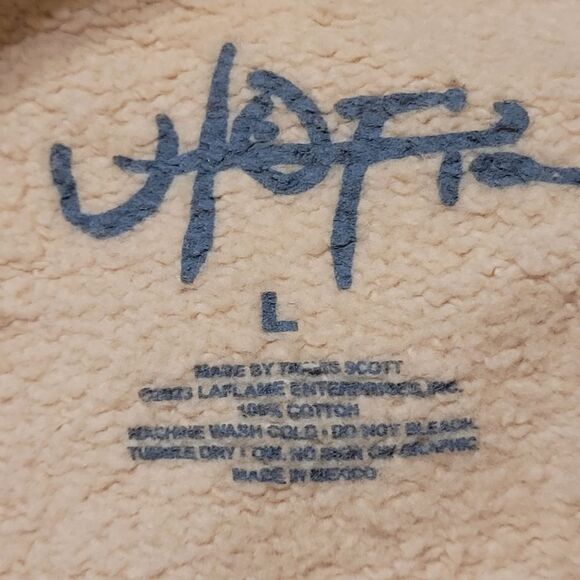 L
MADE BY TRAVIS SCOTT
©2023 LAFLAME ENTERPRISES, INC.
100% COTTON
MACHINE WASH COLD • DO NOT BLEACH
TUMBLE DRY LOW, NO IRON ON GRAPHIC
MADE IN MEXICO